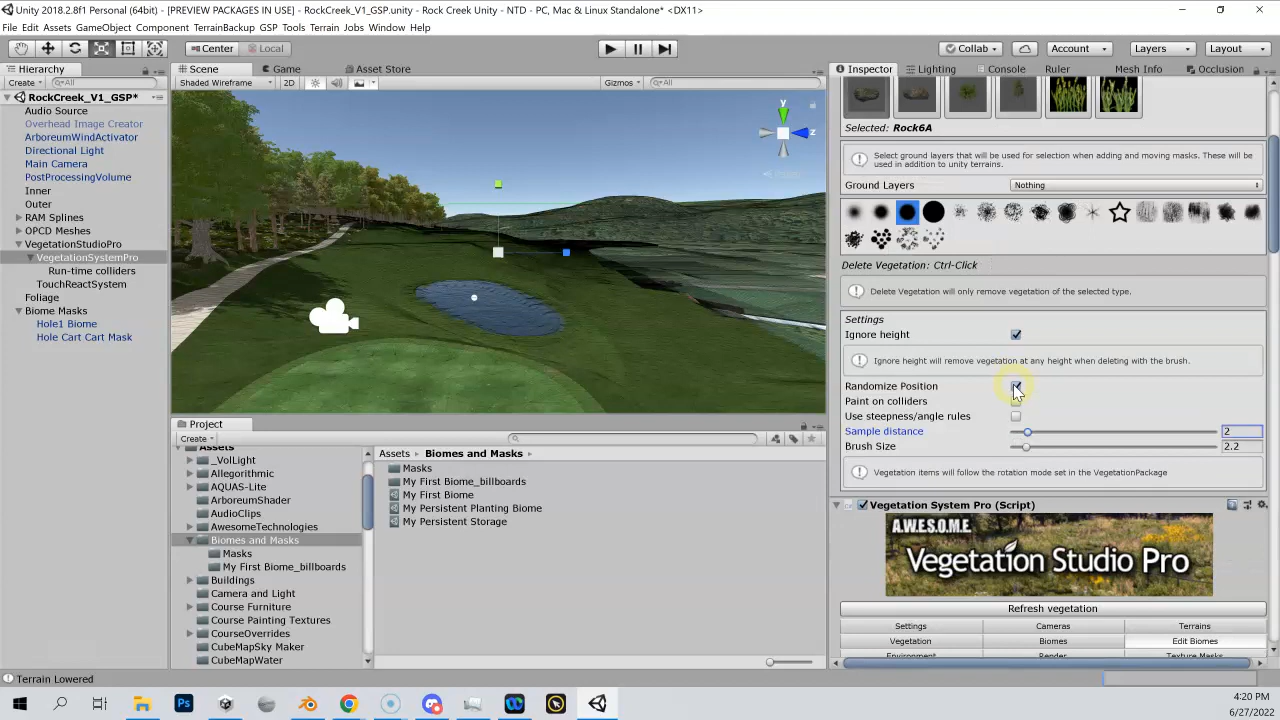 Unity 2018.2.8f1 Personal (64bit) - [PREVIEW PACKAGES IN USE] - RockCreek_V1_GSP.unity - Rock Creek Unity - NTD - PC, Mac & Linux Standalone* <DX11>
File Edit Assets GameObject Component TerrainBackup GSP Tools Terrain Jobs Window Help
Center Local Collab Account Layers Layout
Hierarchy
Create All
RockCreek_V1_GSP*
Audio Source
Overhead Image Creator
ArboreumWindActivator
Directional Light
Main Camera
PostProcessingVolume
Inner
Outer
RAM Splines
OPCD Meshes
VegetationStudioPro
VegetationSystemPro
Run-time colliders
TouchReactSystem
Foliage
Biome Masks
Hole1 Biome
Hole Cart Cart Mask
Scene Game Asset Store
Shaded Wireframe 2D Gizmos All
y
z
Project
Create
Assets
_VolLight
Allegorithmic
AQUAS-Lite
ArboreumShader
AudioClips
AwesomeTechnologies
Biomes and Masks
Masks
My First Biome_billboards
Buildings
Camera and Light
Course Furniture
Course Painting Textures
CourseOverrides
CubeMapSky Maker
CubeMapWater
Assets Biomes and Masks
Masks
My First Biome_billboards
My First Biome
My Persistent Planting Biome
My Persistent Storage
Inspector Lighting Console Ruler Mesh Info Occlusion
Selected: Rock6A
Select ground layers that will be used for selection when adding and moving masks. These will be
used in addition to unity terrains.
Ground Layers Nothing
Delete Vegetation: Ctrl-Click
Delete Vegetation will only remove vegetation of the selected type.
Settings
Ignore height
Ignore height will remove vegetation at any height when deleting with the brush.
Randomize Position
Paint on colliders
Use steepness/angle rules
Sample distance 2
Brush Size 2.2
Vegetation items will follow the rotation mode set in the VegetationPackage
Vegetation System Pro (Script)
A.W.E.S.O.M.E.
Vegetation Studio Pro
Refresh vegetation
Settings Cameras Terrains
Vegetation Biomes Edit Biomes
Environment Render Texture Masks
Terrain Lowered
Ps
4:20 PM
6/27/2022